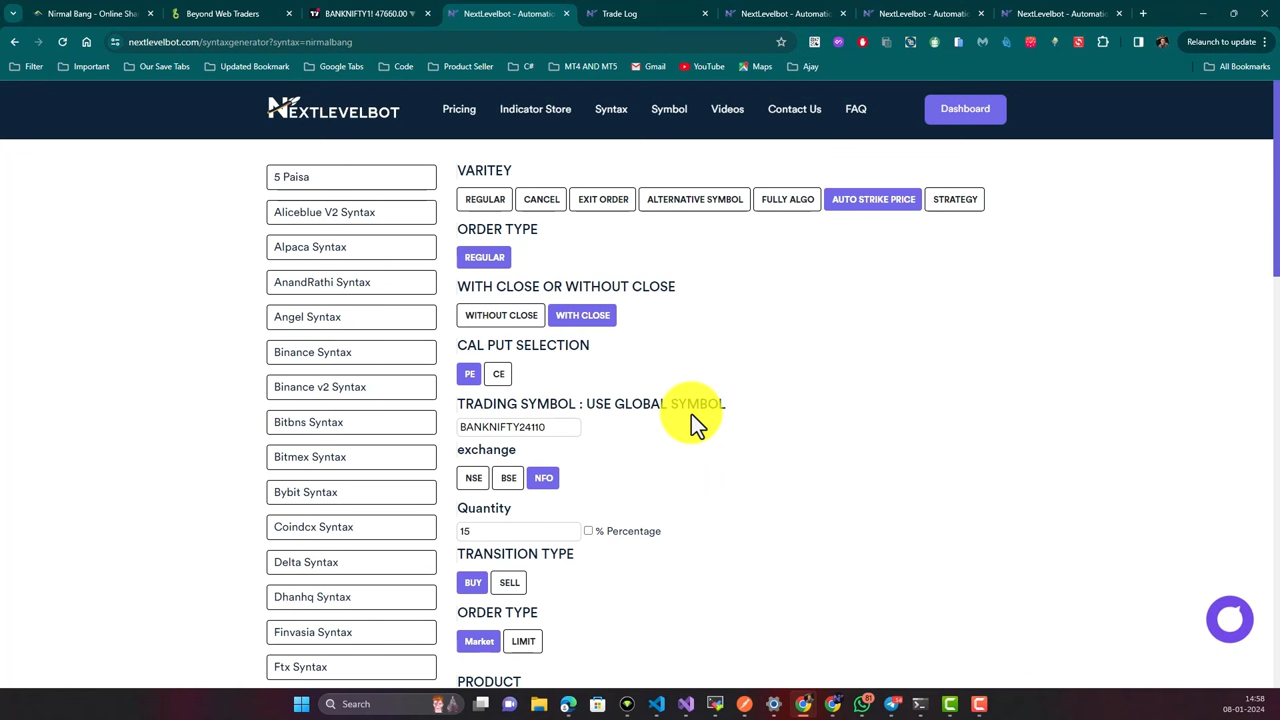 Nirmal Bang - Online Shar
Beyond Web Traders
BANKNIFTY1! 47660.00 ▼
NextLevelbot - Automatic
Trade Log
NextLevelbot - Automatic
NextLevelbot - Automatic
NextLevelbot - Automatic
nextlevelbot.com/syntaxgenerator?syntax=nirmalbang
Relaunch to update
Filter
Important
Our Save Tabs
Updated Bookmark
Google Tabs
Code
Product Seller
C#
MT4 AND MT5
Gmail
YouTube
Maps
Ajay
All Bookmarks
NEXTLEVELBOT
Pricing
Indicator Store
Syntax
Symbol
Videos
Contact Us
FAQ
Dashboard
5 Paisa
Aliceblue V2 Syntax
Alpaca Syntax
AnandRathi Syntax
Angel Syntax
Binance Syntax
Binance v2 Syntax
Bitbns Syntax
Bitmex Syntax
Bybit Syntax
Coindcx Syntax
Delta Syntax
Dhanhq Syntax
Finvasia Syntax
Ftx Syntax
VARITEY
REGULAR CANCEL EXIT ORDER ALTERNATIVE SYMBOL FULLY ALGO AUTO STRIKE PRICE STRATEGY
ORDER TYPE
REGULAR
WITH CLOSE OR WITHOUT CLOSE
WITHOUT CLOSE WITH CLOSE
CAL PUT SELECTION
PE CE
TRADING SYMBOL : USE GLOBAL SYMBOL
BANKNIFTY24110
exchange
NSE BSE NFO
Quantity
15 % Percentage
TRANSITION TYPE
BUY SELL
ORDER TYPE
Market LIMIT
PRODUCT
Search
81
14:58
08-01-2024